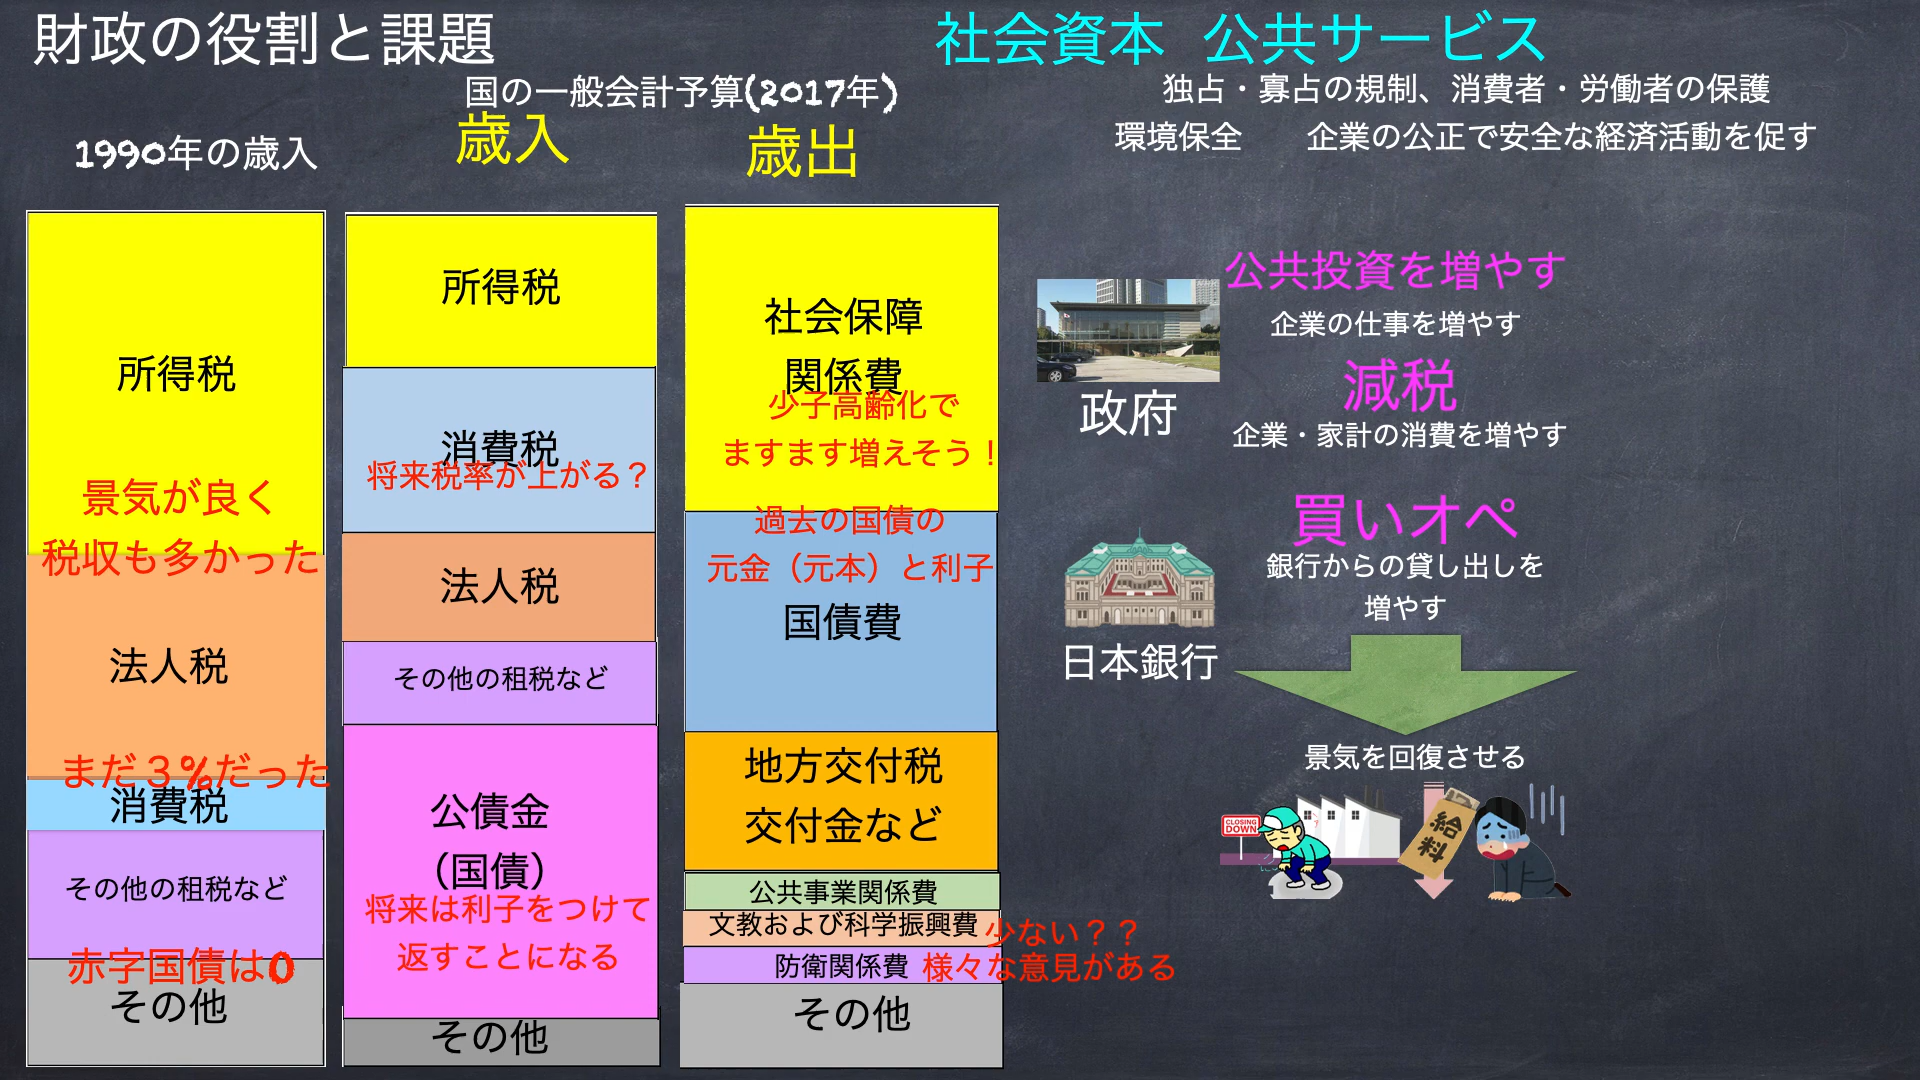 財政の役割と課題
社会資本 公共サービス
国の一般会計予算(2017年)
独占・寡占の規制、消費者・労働者の保護
環境保全 企業の公正で安全な経済活動を促す
1990年の歳入
歳入
歳出
所得税
景気が良く
税収も多かった
法人税
まだ３%だった
消費税
その他の租税など
赤字国債は0
その他
所得税
消費税
将来税率が上がる？
法人税
その他の租税など
公債金
（国債）
将来は利子をつけて
返すことになる
その他
社会保障
関係費
少子高齢化で
ますます増えそう！
過去の国債の
元金（元本）と利子
国債費
地方交付税
交付金など
公共事業関係費
文教および科学振興費
少ない？？
防衛関係費
様々な意見がある
その他
公共投資を増やす
企業の仕事を増やす
政府
減税
企業・家計の消費を増やす
買いオペ
銀行からの貸し出しを
増やす
日本銀行
景気を回復させる
CLOSING
DOWN
給料